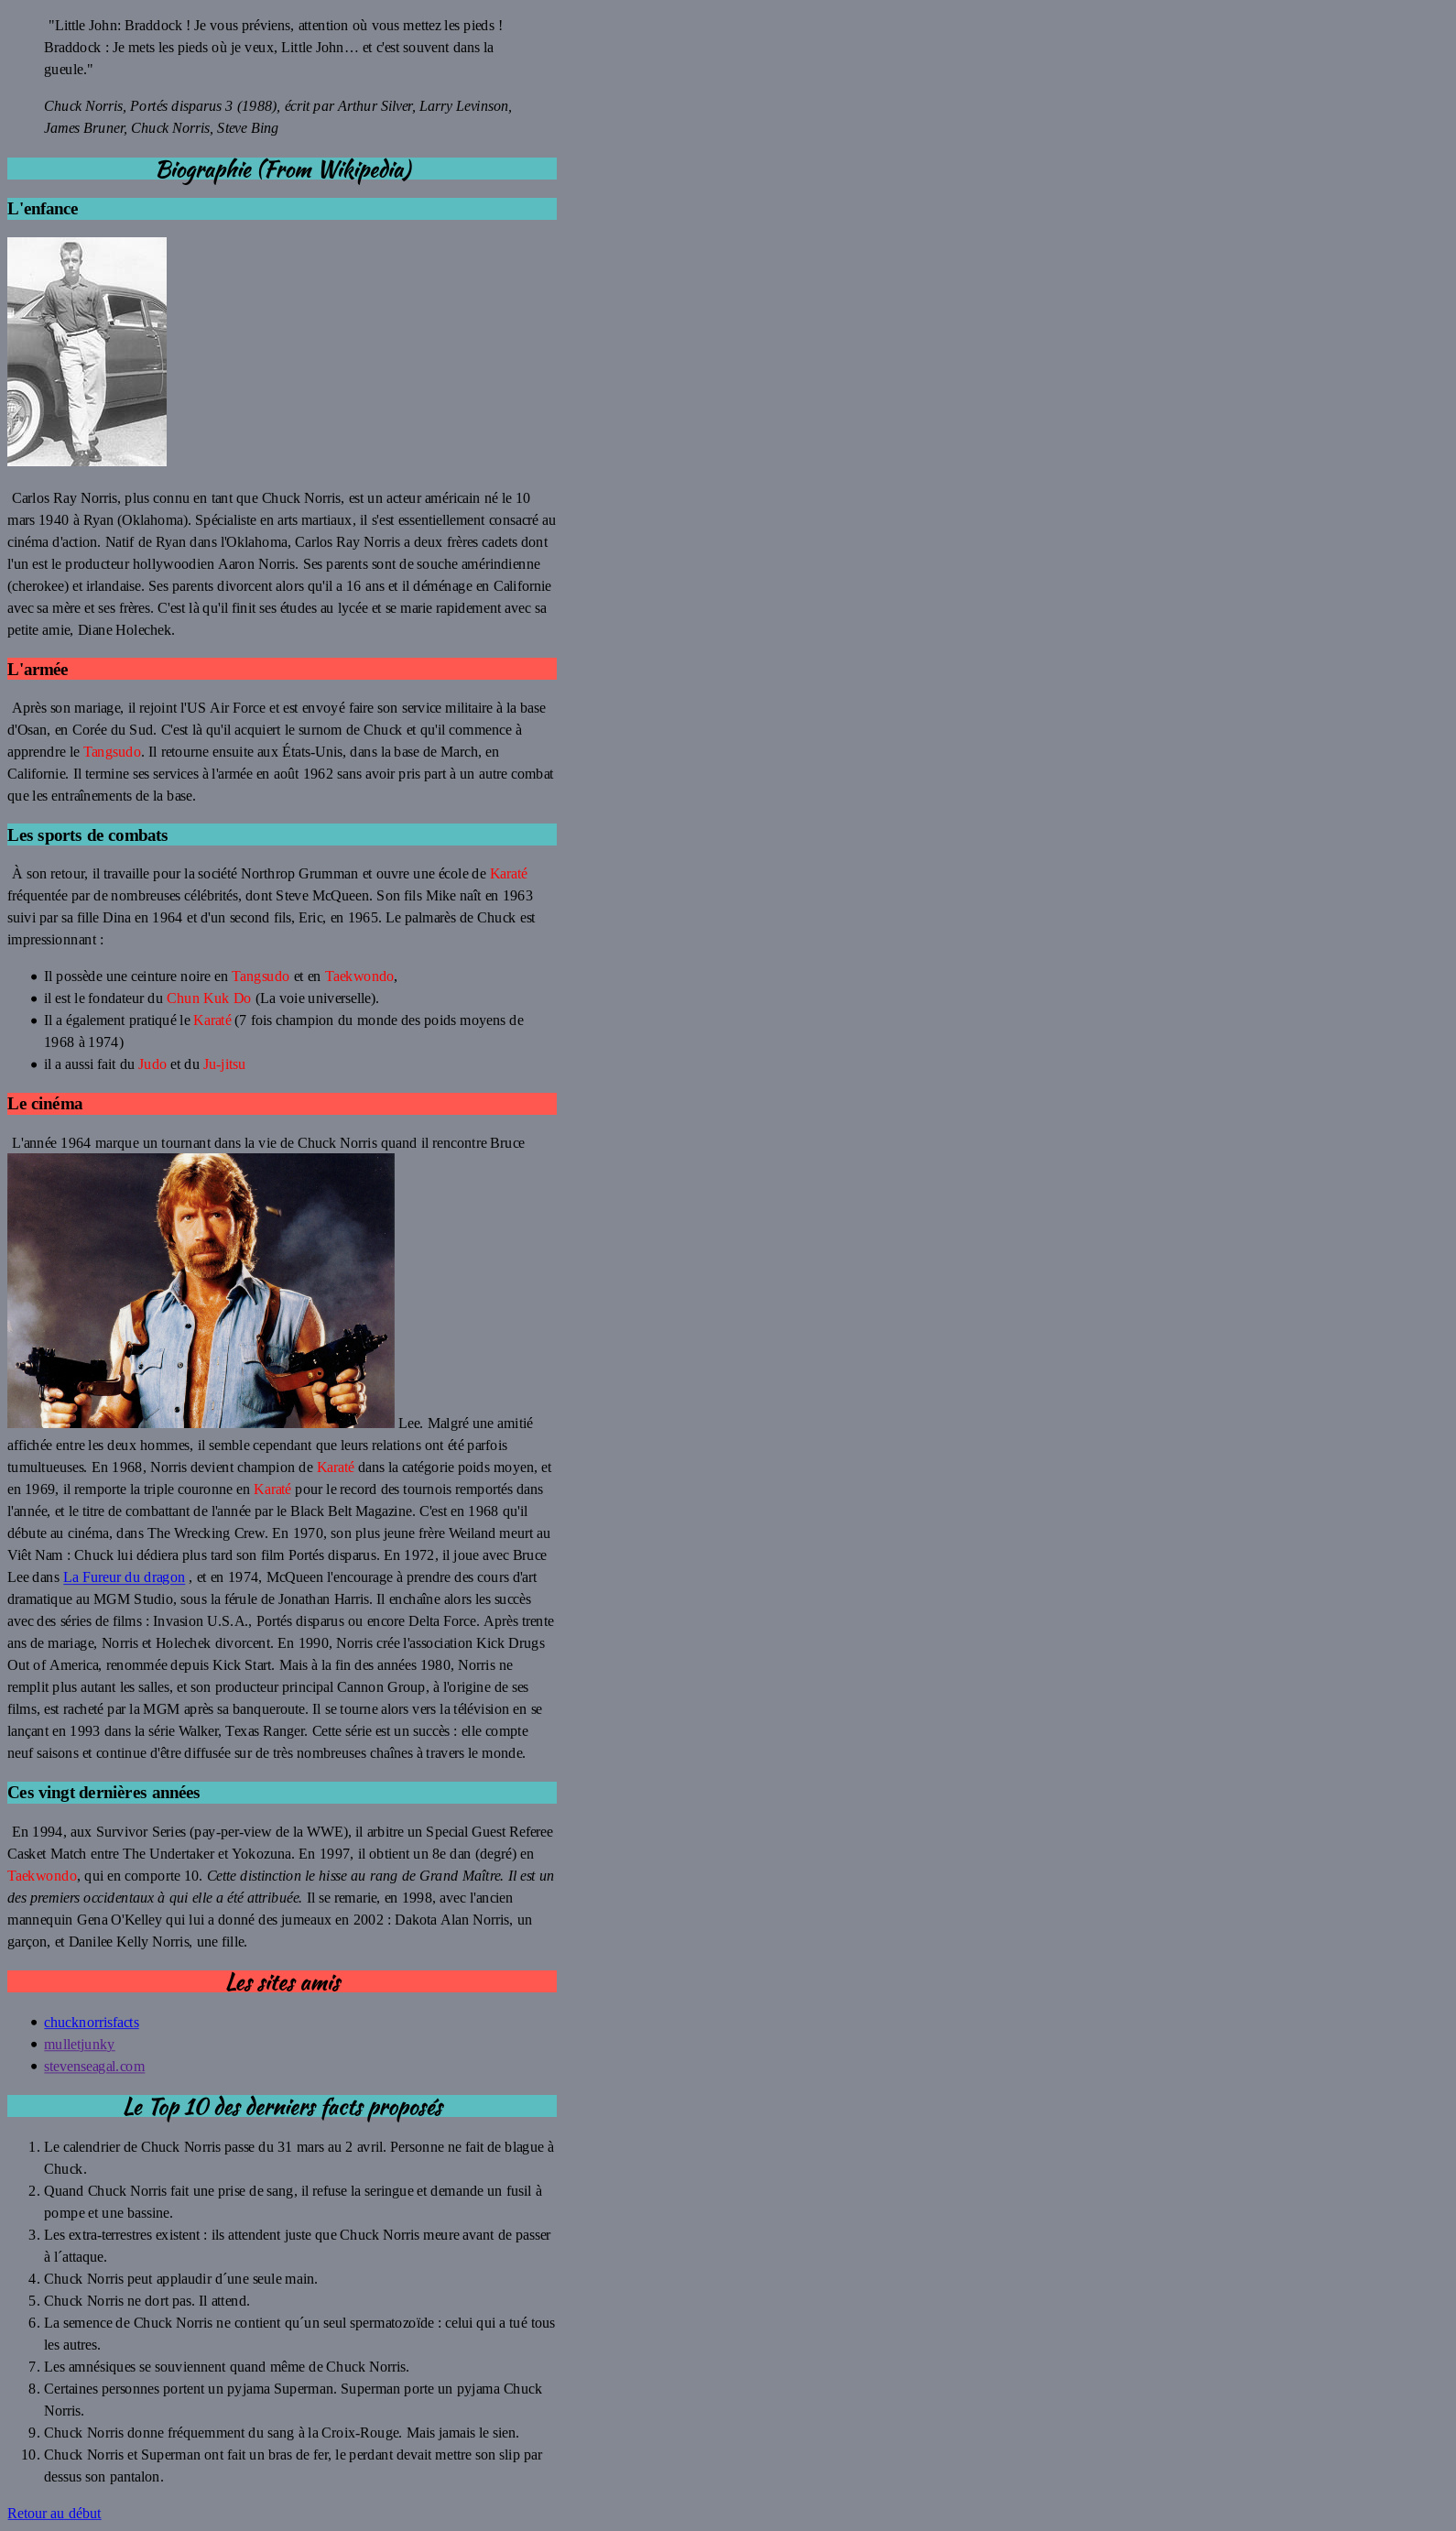 "Little John: Braddock ! Je vous préviens, attention où vous mettez les pieds !
Braddock : Je mets les pieds où je veux, Little John… et c'est souvent dans la
gueule."
Chuck Norris, Portés disparus 3 (1988), écrit par Arthur Silver, Larry Levinson,
James Bruner, Chuck Norris, Steve Bing
Biographie (From Wikipedia)
L'enfance
Carlos Ray Norris, plus connu en tant que Chuck Norris, est un acteur américain né le 10
mars 1940 à Ryan (Oklahoma). Spécialiste en arts martiaux, il s'est essentiellement consacré au
cinéma d'action. Natif de Ryan dans l'Oklahoma, Carlos Ray Norris a deux frères cadets dont
l'un est le producteur hollywoodien Aaron Norris. Ses parents sont de souche amérindienne
(cherokee) et irlandaise. Ses parents divorcent alors qu'il a 16 ans et il déménage en Californie
avec sa mère et ses frères. C'est là qu'il finit ses études au lycée et se marie rapidement avec sa
petite amie, Diane Holechek.
L'armée
Après son mariage, il rejoint l'US Air Force et est envoyé faire son service militaire à la base
d'Osan, en Corée du Sud. C'est là qu'il acquiert le surnom de Chuck et qu'il commence à
apprendre le Tangsudo. Il retourne ensuite aux États-Unis, dans la base de March, en
Californie. Il termine ses services à l'armée en août 1962 sans avoir pris part à un autre combat
que les entraînements de la base.
Les sports de combats
À son retour, il travaille pour la société Northrop Grumman et ouvre une école de Karaté
fréquentée par de nombreuses célébrités, dont Steve McQueen. Son fils Mike naît en 1963
suivi par sa fille Dina en 1964 et d'un second fils, Eric, en 1965. Le palmarès de Chuck est
impressionnant :
• Il possède une ceinture noire en Tangsudo et en Taekwondo,
• il est le fondateur du Chun Kuk Do (La voie universelle).
• Il a également pratiqué le Karaté (7 fois champion du monde des poids moyens de
1968 à 1974)
• il a aussi fait du Judo et du Ju-jitsu
Le cinéma
L'année 1964 marque un tournant dans la vie de Chuck Norris quand il rencontre Bruce
Lee. Malgré une amitié
affichée entre les deux hommes, il semble cependant que leurs relations ont été parfois
tumultueuses. En 1968, Norris devient champion de Karaté dans la catégorie poids moyen, et
en 1969, il remporte la triple couronne en Karaté pour le record des tournois remportés dans
l'année, et le titre de combattant de l'année par le Black Belt Magazine. C'est en 1968 qu'il
débute au cinéma, dans The Wrecking Crew. En 1970, son plus jeune frère Weiland meurt au
Viêt Nam : Chuck lui dédiera plus tard son film Portés disparus. En 1972, il joue avec Bruce
Lee dans La Fureur du dragon , et en 1974, McQueen l'encourage à prendre des cours d'art
dramatique au MGM Studio, sous la férule de Jonathan Harris. Il enchaîne alors les succès
avec des séries de films : Invasion U.S.A., Portés disparus ou encore Delta Force. Après trente
ans de mariage, Norris et Holechek divorcent. En 1990, Norris crée l'association Kick Drugs
Out of America, renommée depuis Kick Start. Mais à la fin des années 1980, Norris ne
remplit plus autant les salles, et son producteur principal Cannon Group, à l'origine de ses
films, est racheté par la MGM après sa banqueroute. Il se tourne alors vers la télévision en se
lançant en 1993 dans la série Walker, Texas Ranger. Cette série est un succès : elle compte
neuf saisons et continue d'être diffusée sur de très nombreuses chaînes à travers le monde.
Ces vingt dernières années
En 1994, aux Survivor Series (pay-per-view de la WWE), il arbitre un Special Guest Referee
Casket Match entre The Undertaker et Yokozuna. En 1997, il obtient un 8e dan (degré) en
Taekwondo, qui en comporte 10. Cette distinction le hisse au rang de Grand Maître. Il est un
des premiers occidentaux à qui elle a été attribuée. Il se remarie, en 1998, avec l'ancien
mannequin Gena O'Kelley qui lui a donné des jumeaux en 2002 : Dakota Alan Norris, un
garçon, et Danilee Kelly Norris, une fille.
Les sites amis
• chucknorrisfacts
• mulletjunky
• stevenseagal.com
Le Top 10 des derniers facts proposés
1. Le calendrier de Chuck Norris passe du 31 mars au 2 avril. Personne ne fait de blague à
Chuck.
2. Quand Chuck Norris fait une prise de sang, il refuse la seringue et demande un fusil à
pompe et une bassine.
3. Les extra-terrestres existent : ils attendent juste que Chuck Norris meure avant de passer
à l´attaque.
4. Chuck Norris peut applaudir d´une seule main.
5. Chuck Norris ne dort pas. Il attend.
6. La semence de Chuck Norris ne contient qu´un seul spermatozoïde : celui qui a tué tous
les autres.
7. Les amnésiques se souviennent quand même de Chuck Norris.
8. Certaines personnes portent un pyjama Superman. Superman porte un pyjama Chuck
Norris.
9. Chuck Norris donne fréquemment du sang à la Croix-Rouge. Mais jamais le sien.
10. Chuck Norris et Superman ont fait un bras de fer, le perdant devait mettre son slip par
dessus son pantalon.
Retour au début